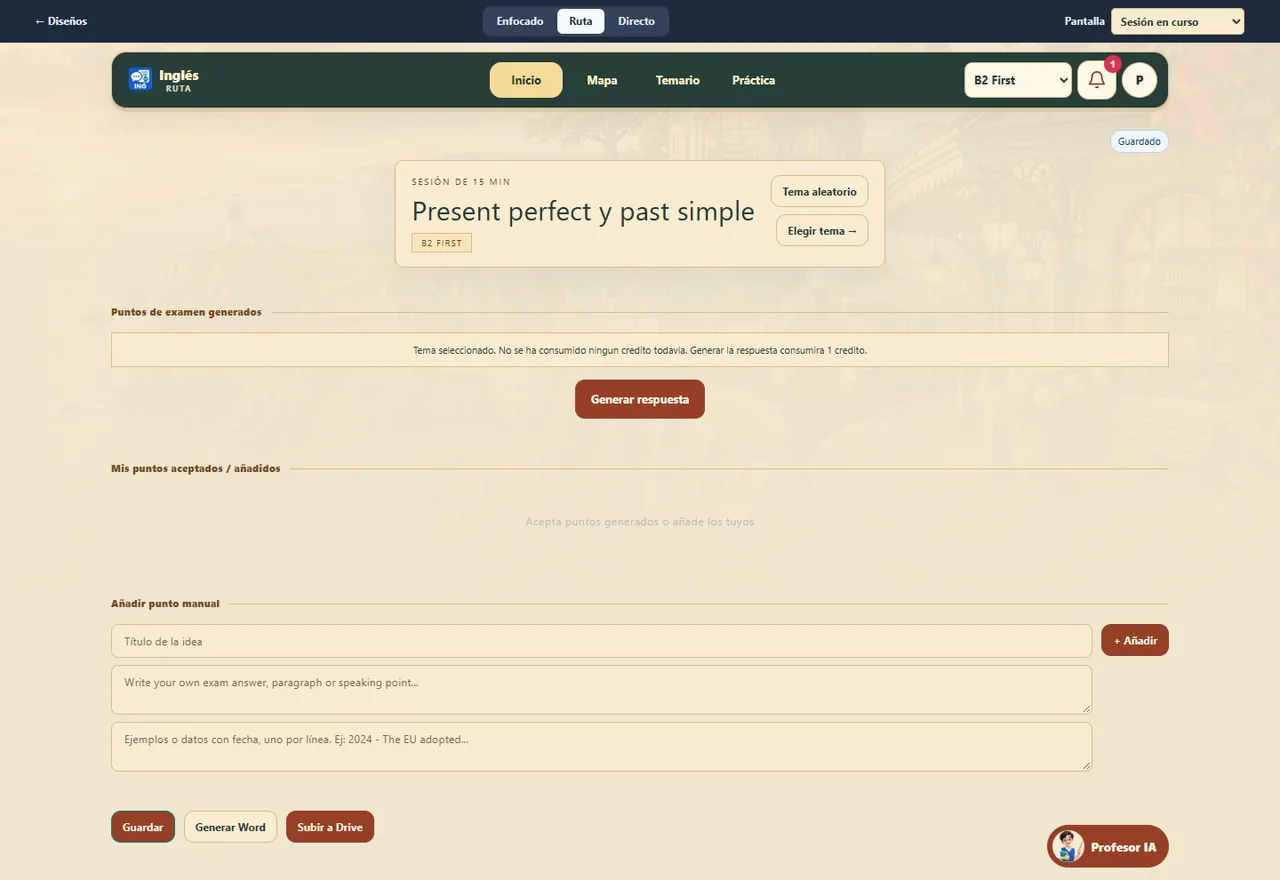 ← Diseños
Enfocado
Ruta
Directo
Pantalla
Sesión en curso
ING
Inglés
RUTA
Inicio
Mapa
Temario
Práctica
B2 First
1
P
Guardado
SESIÓN DE 15 MIN
Present perfect y past simple
B2 FIRST
Tema aleatorio
Elegir tema →
Puntos de examen generados
Tema seleccionado. No se ha consumido ningun credito todavia. Generar la respuesta consumira 1 credito.
Generar respuesta
Mis puntos aceptados / añadidos
Acepta puntos generados o añade los tuyos
Añadir punto manual
Título de la idea
+ Añadir
Write your own exam answer, paragraph or speaking point...
Ejemplos o datos con fecha, uno por línea. Ej: 2024 - The EU adopted...
Guardar
Generar Word
Subir a Drive
Profesor IA